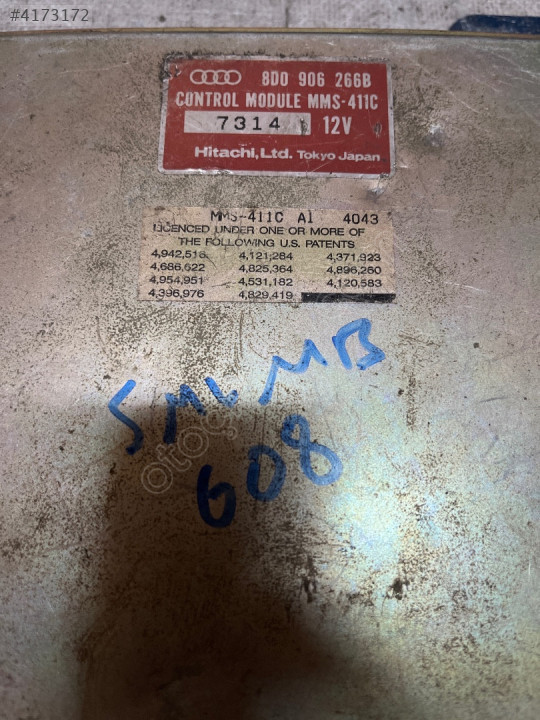 #4173172
8D0 906 266B
CONTROL MODULE MMS-411C
7314 12V
Hitachi, Ltd. Tokyo Japan
MMS-411C A1 4043
LICENCED UNDER ONE OR MORE OF
THE FOLLOWING U.S. PATENTS
4,942,516 4,121,284 4,371,923
4,686,622 4,825,364 4,896,260
4,954,951 4,531,182 4,120,583
4,396,976 4,829,419
SML MB
608